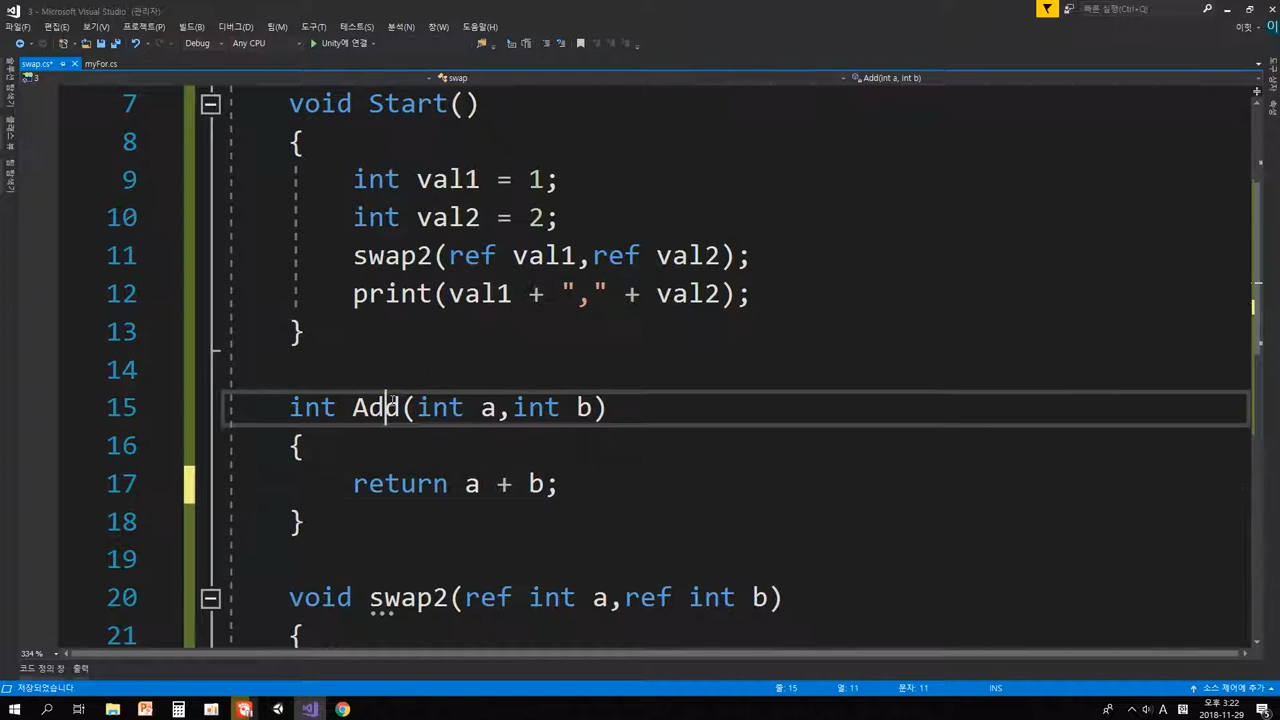 3 - Microsoft Visual Studio (관리자)
빠른 실행(Ctrl+Q)
파일(F) 편집(E) 보기(V) 프로젝트(P) 빌드(B) 디버그(D) 팀(M) 도구(T) 테스트(S) 분석(N) 창(W) 도움말(H)
이힛
Debug Any CPU Unity에 연결
swap.cs* myFor.cs
3 swap Add(int a, int b)
7 void Start()
8 {
9 int val1 = 1;
10 int val2 = 2;
11 swap2(ref val1,ref val2);
12 print(val1 + "," + val2);
13 }
14
15 int Add(int a,int b)
16 {
17 return a + b;
18 }
19
20 void swap2(ref int a,ref int b)
21 {
334 %
코드 정의 창 출력
저장되었습니다.
줄: 15 열: 11 문자: 11 INS
소스 제어에 추가
오후 3:22
2018-11-29